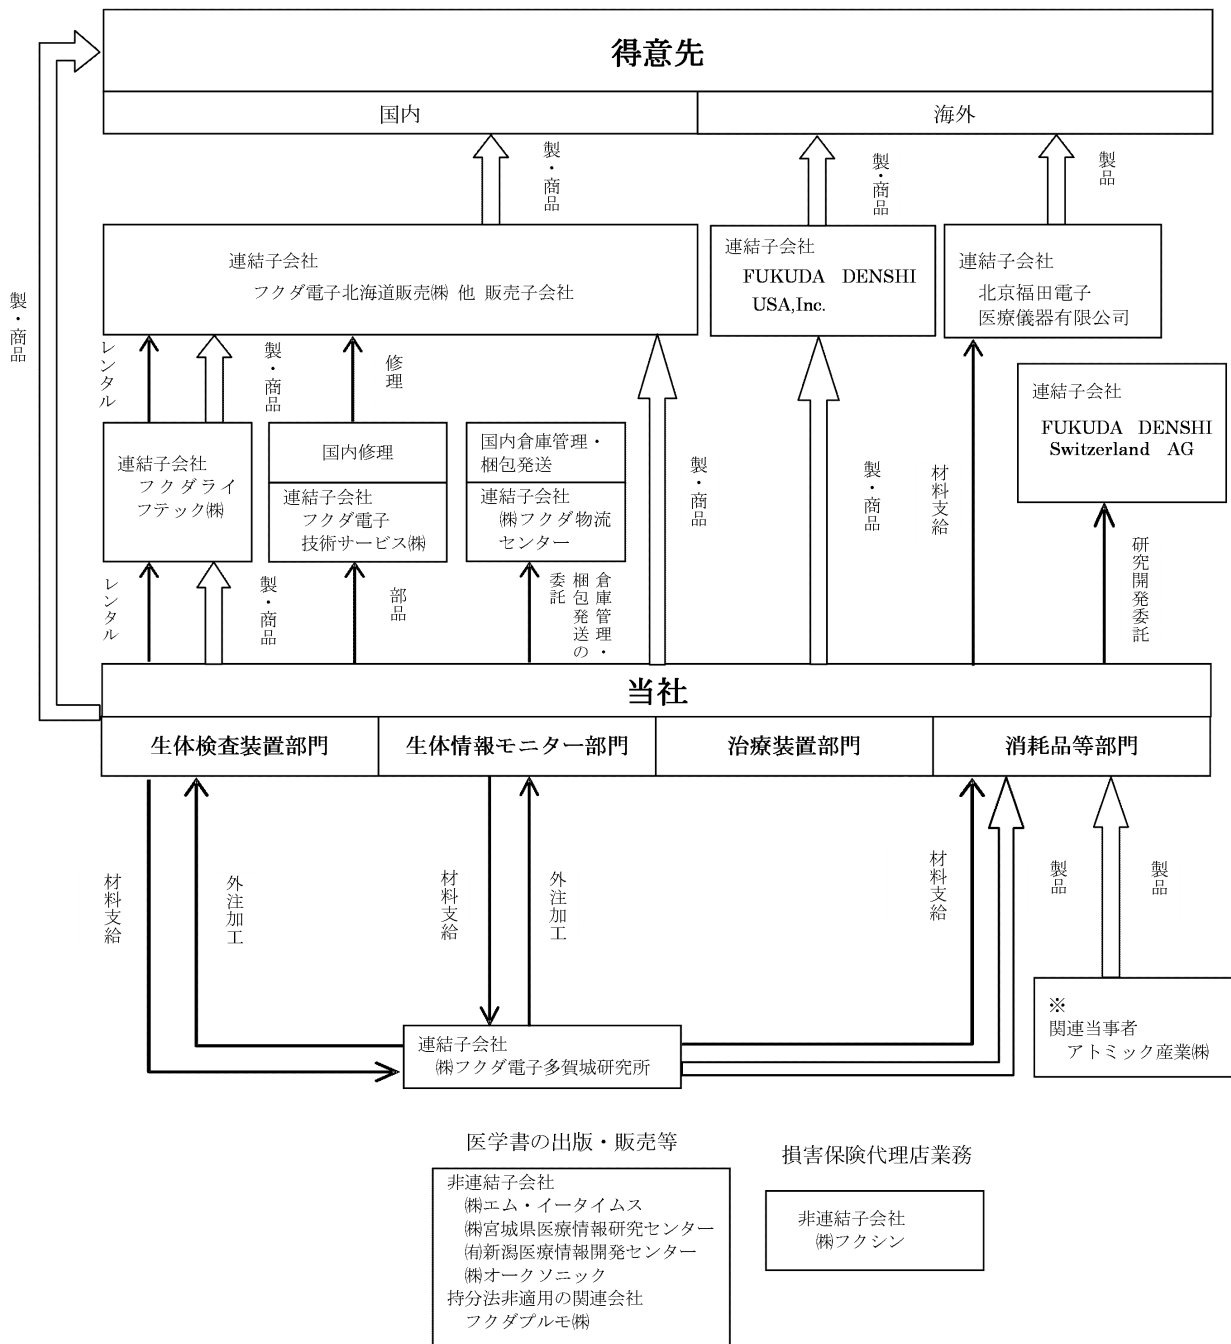 得意先
国内
海外
製・商品
製・商品
製品
製・商品
連結子会社
フクダ電子北海道販売㈱ 他 販売子会社
連結子会社
FUKUDA DENSHI
USA,Inc.
連結子会社
北京福田電子
医療儀器有限公司
レンタル
製・商品
修理
連結子会社
FUKUDA DENSHI
Switzerland AG
連結子会社
フクダライ
フテック㈱
国内修理
連結子会社
フクダ電子
技術サービス㈱
国内倉庫管理・
梱包発送
連結子会社
㈱フクダ物流
センター
製・商品
製・商品
材料支給
レンタル
製・商品
部品
倉庫管理・
梱包発送の
委託
研究開発委託
当社
生体検査装置部門
生体情報モニター部門
治療装置部門
消耗品等部門
材料支給
外注加工
材料支給
外注加工
材料支給
製品
製品
※
関連当事者
アトミック産業㈱
連結子会社
㈱フクダ電子多賀城研究所
医学書の出版・販売等
非連結子会社
㈱エム・イータイムス
㈱宮城県医療情報研究センター
㈲新潟医療情報開発センター
㈱オークソニック
持分法非適用の関連会社
フクダプルモ㈱
損害保険代理店業務
非連結子会社
㈱フクシン